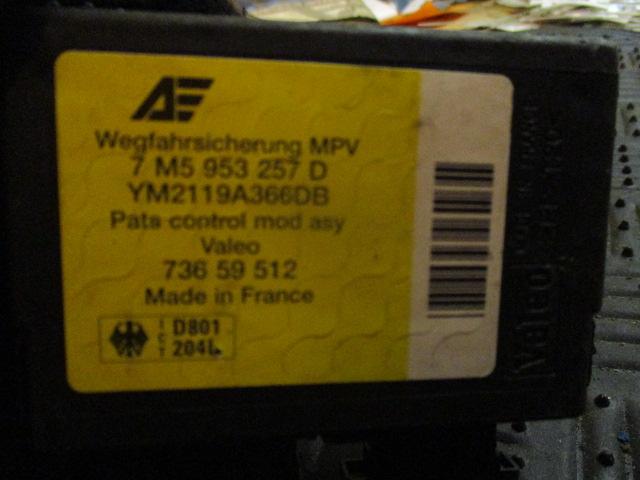 AE
Wegfahrsicherung MPV
7 M5 953 257 D
YM2119A366DB
Pats control mod asy
Valeo
736 59 512
Made in France
D801
204L
Valeo